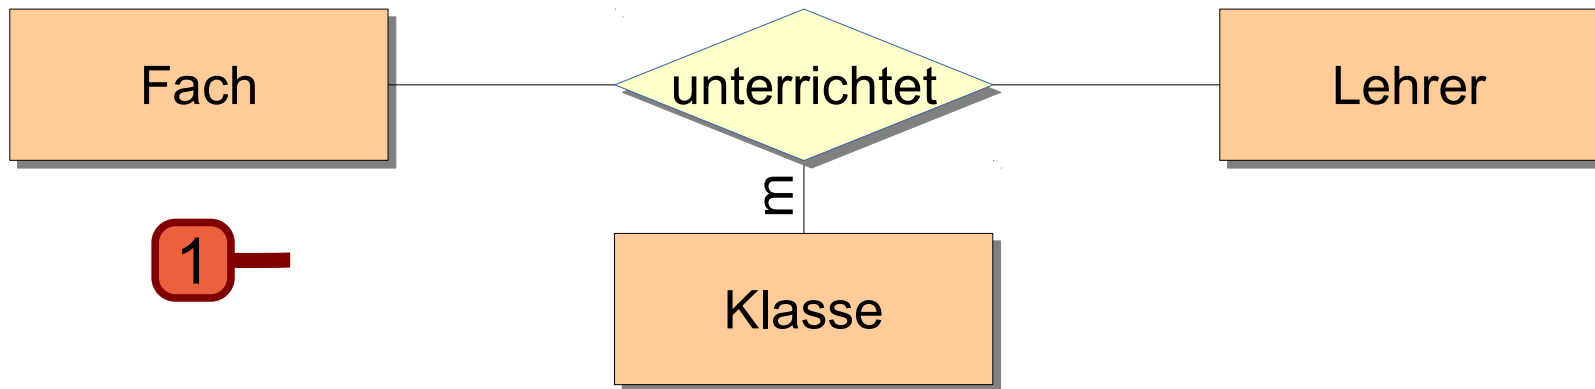 Fach
unterrichtet
Lehrer
m
1
Klasse